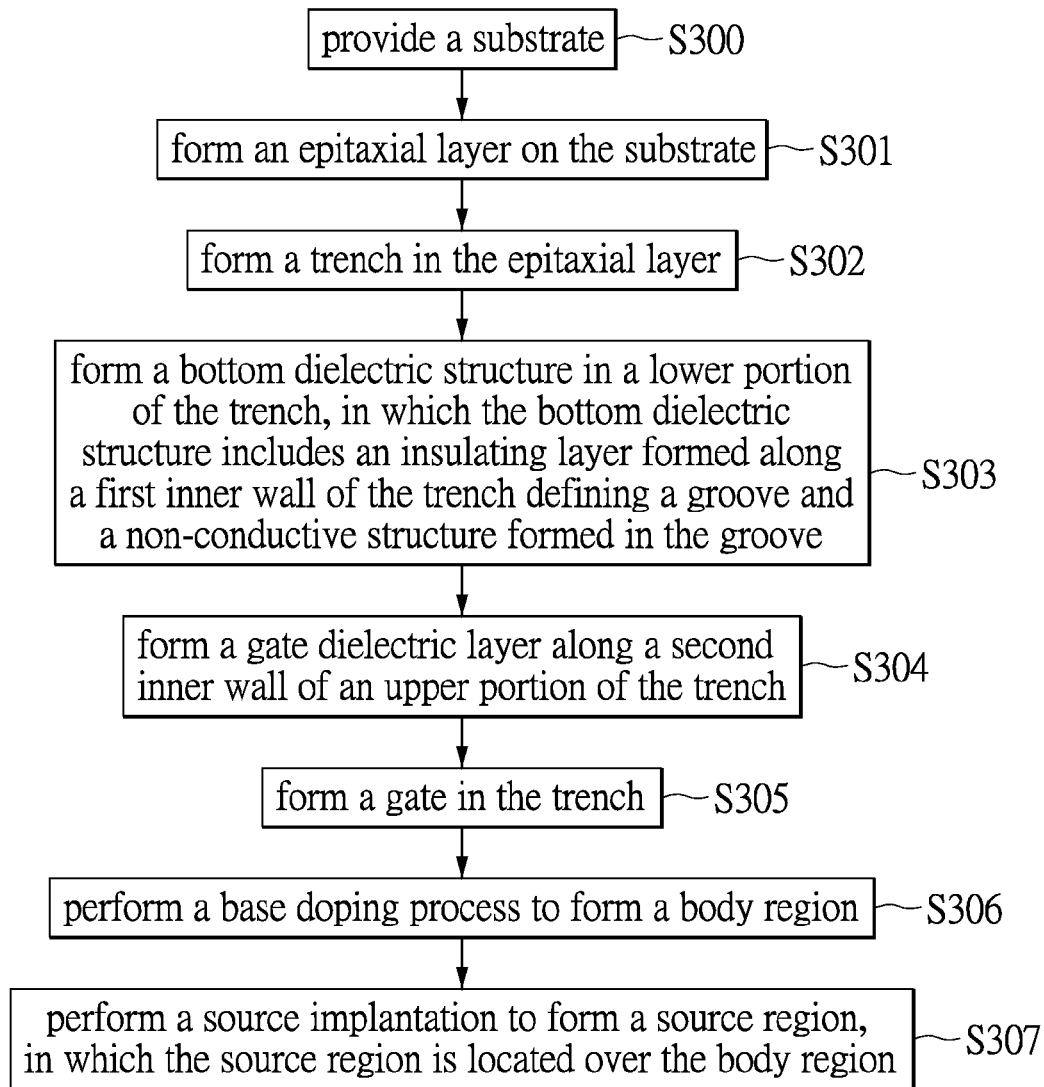 provide a substrate S300
form an epitaxial layer on the substrate S301
form a trench in the epitaxial layer S302
form a bottom dielectric structure in a lower portion
of the trench, in which the bottom dielectric
structure includes an insulating layer formed along
a first inner wall of the trench defining a groove and
a non-conductive structure formed in the groove
S303
form a gate dielectric layer along a second
inner wall of an upper portion of the trench
S304
form a gate in the trench S305
perform a base doping process to form a body region S306
perform a source implantation to form a source region,
in which the source region is located over the body region
S307